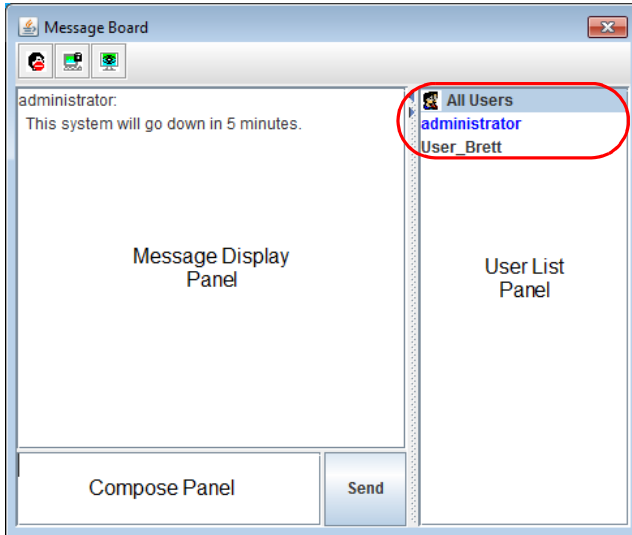 Message Board
administrator:
This system will go down in 5 minutes.
Message Display
Panel
Compose Panel
Send
All Users
administrator
User_Brett
User List
Panel